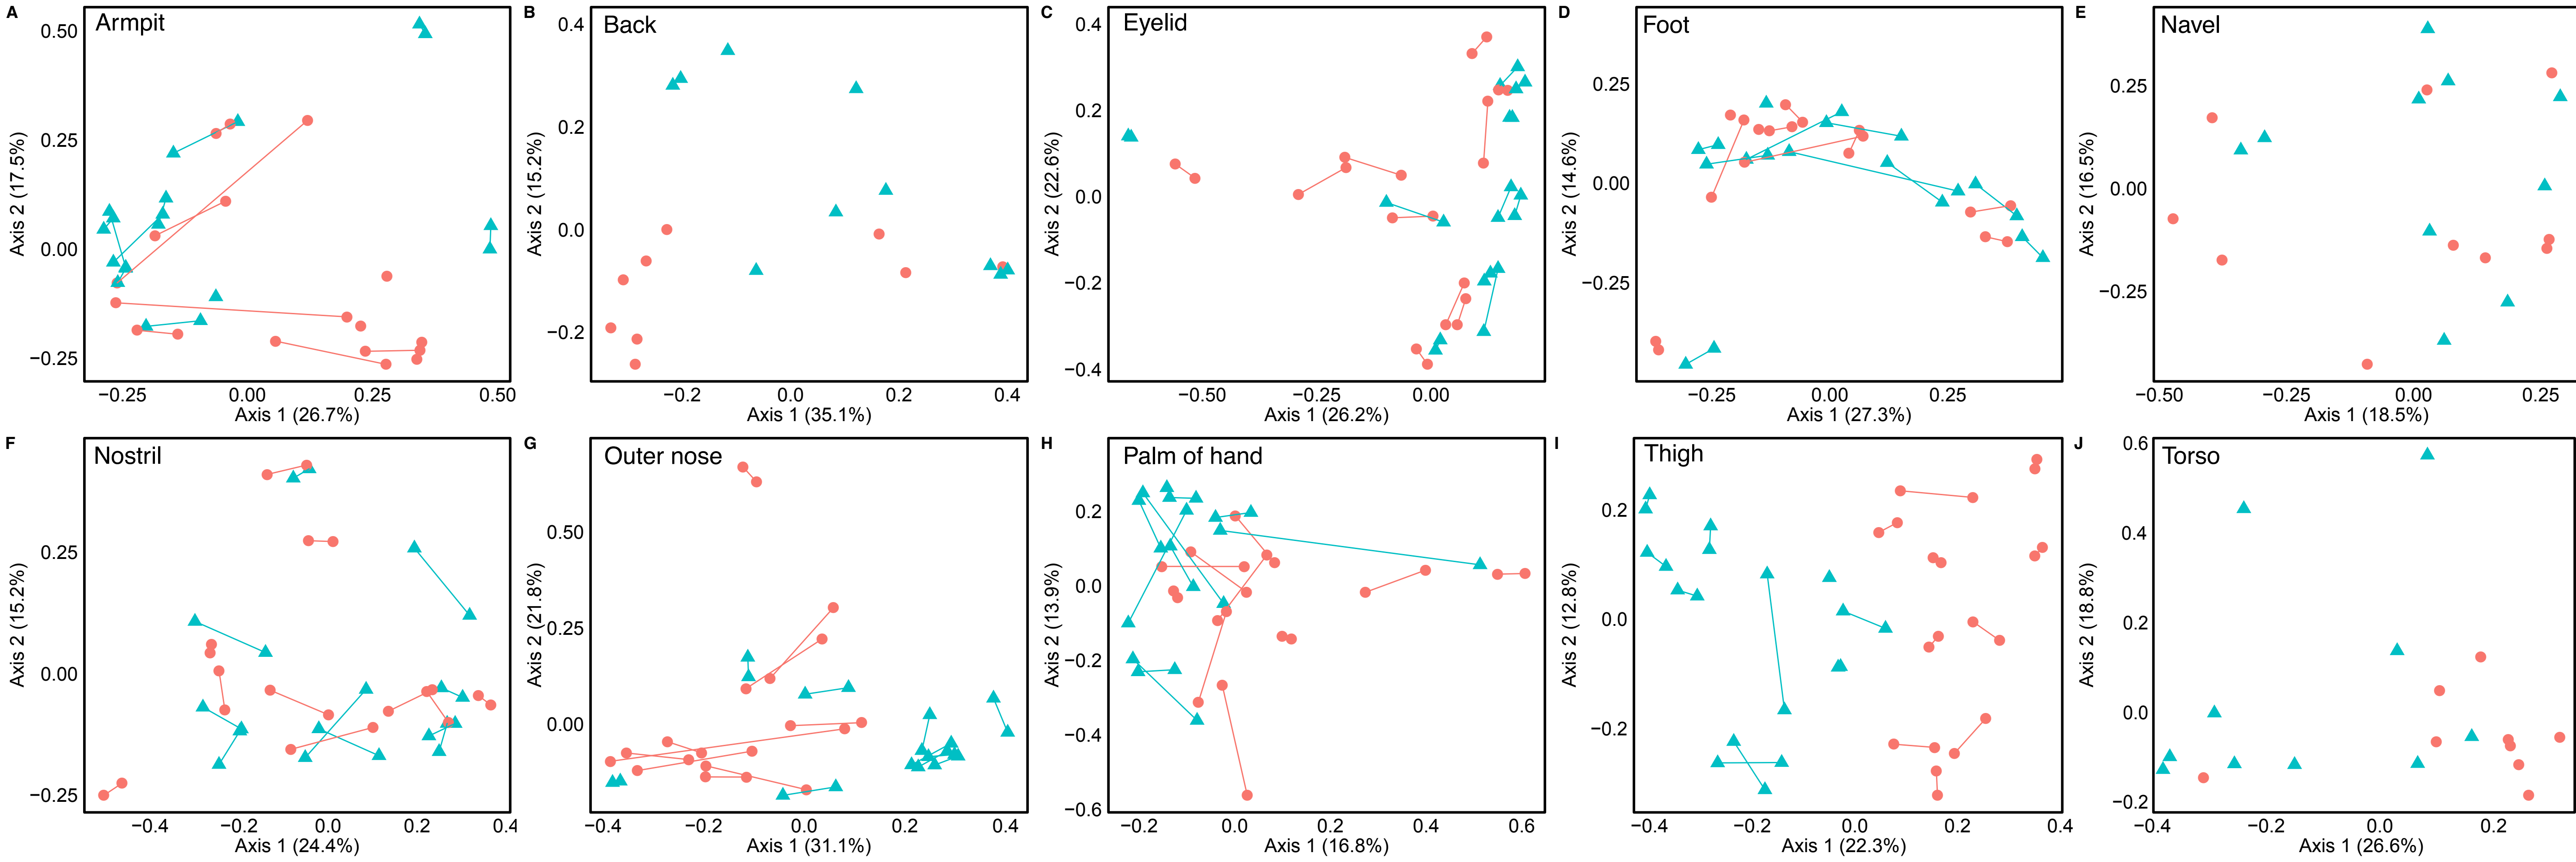 A
Armpit
0.50
0.25
0.00
−0.25
Axis 2 (17.5%)
−0.25
0.00
0.25
0.50
Axis 1 (26.7%)
B
Back
0.4
0.2
0.0
−0.2
Axis 2 (15.2%)
−0.2
0.0
0.2
0.4
Axis 1 (35.1%)
C
Eyelid
0.4
0.2
0.0
−0.2
−0.4
Axis 2 (22.6%)
−0.50
−0.25
0.00
Axis 1 (26.2%)
D
Foot
0.25
0.00
−0.25
Axis 2 (14.6%)
−0.25
0.00
0.25
Axis 1 (27.3%)
E
Navel
0.25
0.00
−0.25
Axis 2 (16.5%)
−0.50
−0.25
0.00
0.25
Axis 1 (18.5%)
F
Nostril
0.25
0.00
−0.25
Axis 2 (15.2%)
−0.4
−0.2
0.0
0.2
0.4
Axis 1 (24.4%)
G
Outer nose
0.50
0.25
0.00
Axis 2 (21.8%)
−0.4
−0.2
0.0
0.2
0.4
Axis 1 (31.1%)
H
Palm of hand
0.2
0.0
−0.2
−0.4
−0.6
Axis 2 (13.9%)
−0.2
0.0
0.2
0.4
0.6
Axis 1 (16.8%)
I
Thigh
0.2
0.0
−0.2
Axis 2 (12.8%)
−0.4
−0.2
0.0
0.2
0.4
Axis 1 (22.3%)
J
Torso
0.6
0.4
0.2
0.0
−0.2
Axis 2 (18.8%)
−0.4
−0.2
0.0
0.2
Axis 1 (26.6%)